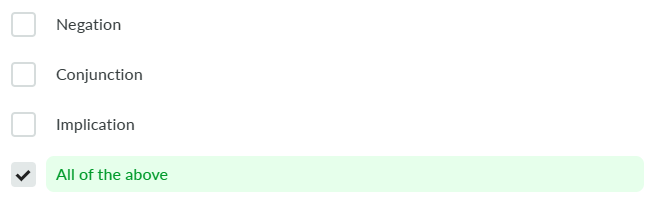 Negation
Conjunction
Implication
All of the above